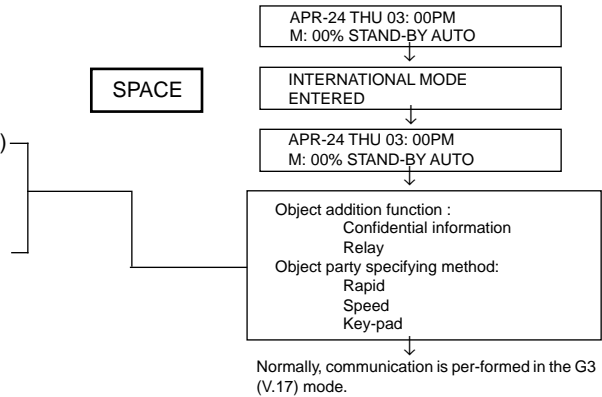 APR-24 THU 03: 00PM
M: 00% STAND-BY AUTO
SPACE
INTERNATIONAL MODE
ENTERED
)
APR-24 THU 03: 00PM
M: 00% STAND-BY AUTO
Object addition function :
Confidential information
Relay
Object party specifying method:
Rapid
Speed
Key-pad
Normally, communication is per-formed in the G3
(V.17) mode.